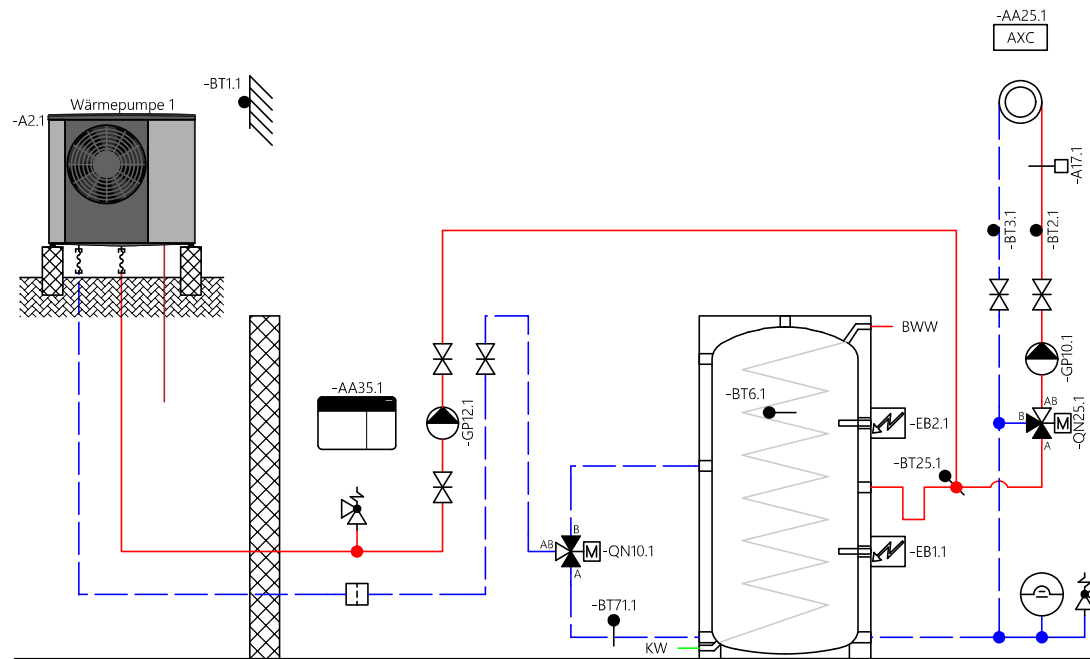 -AA25.1
AXC
-BT1.1
Wärmepumpe 1
-A2.1
-A17.1
-BT3.1
-BT2.1
BWW
-GP10.1
-AA35.1
-BT6.1
AB
B
M
A
-QN25.1
-GP12.1
-EB2.1
-BT25.1
B
AB
M
-QN10.1
A
-EB1.1
-BT71.1
KW